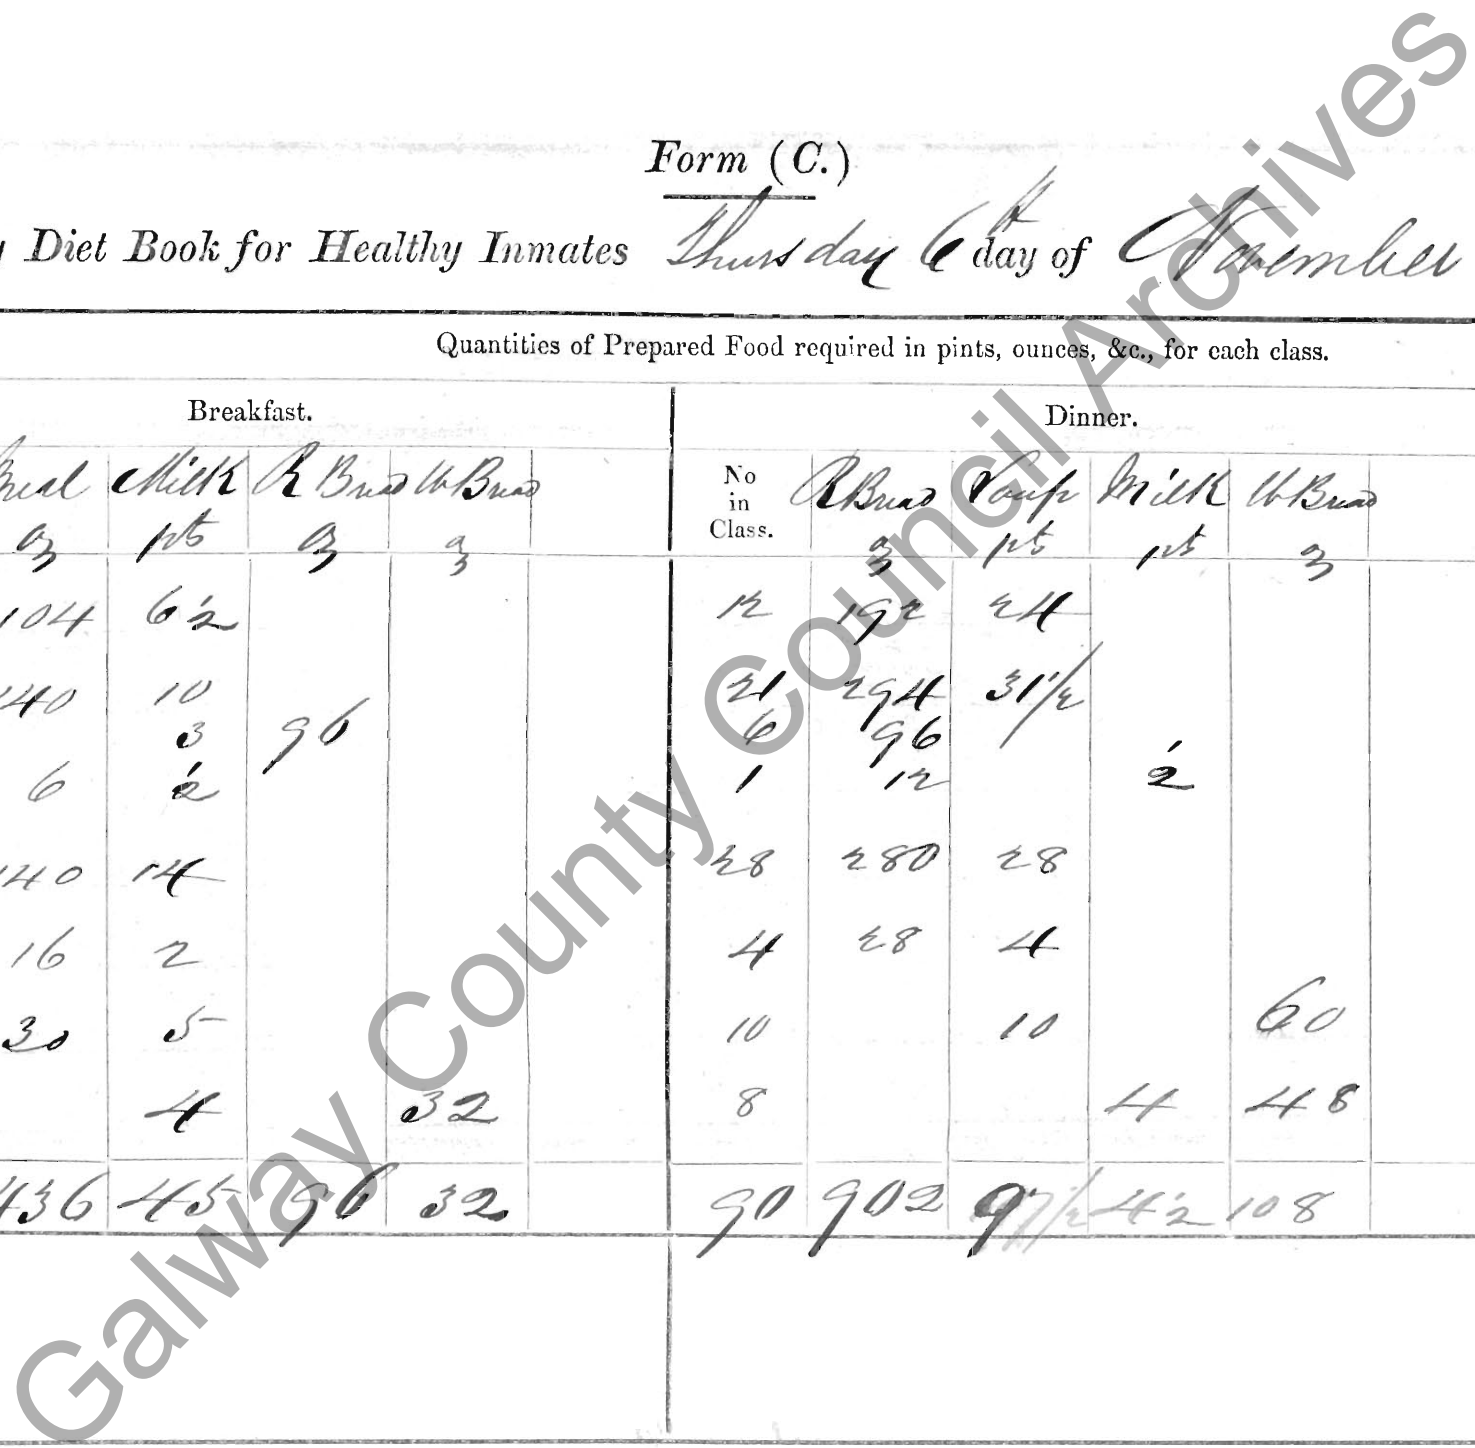 Form (C.)
Diet Book for Healthy Inmates Thursday 6th day of November
Quantities of Prepared Food required in pints, ounces, &c., for each class.
Breakfast. Dinner.
Meal Milk R Bread W Bread No in Class. R Bread Soup Milk W Bread
oz pts oz oz oz pts pts oz
104 6½ 12 192 24
140 10 21 294 31½
3 96 6 96
6 ½ 1 12 ½
140 14 28 280 28
16 2 4 28 4
30 5 10 10 60
4 32 8 4 48
436 45 96 32 90 902 97½ 4½ 108
Galway County Council Archives